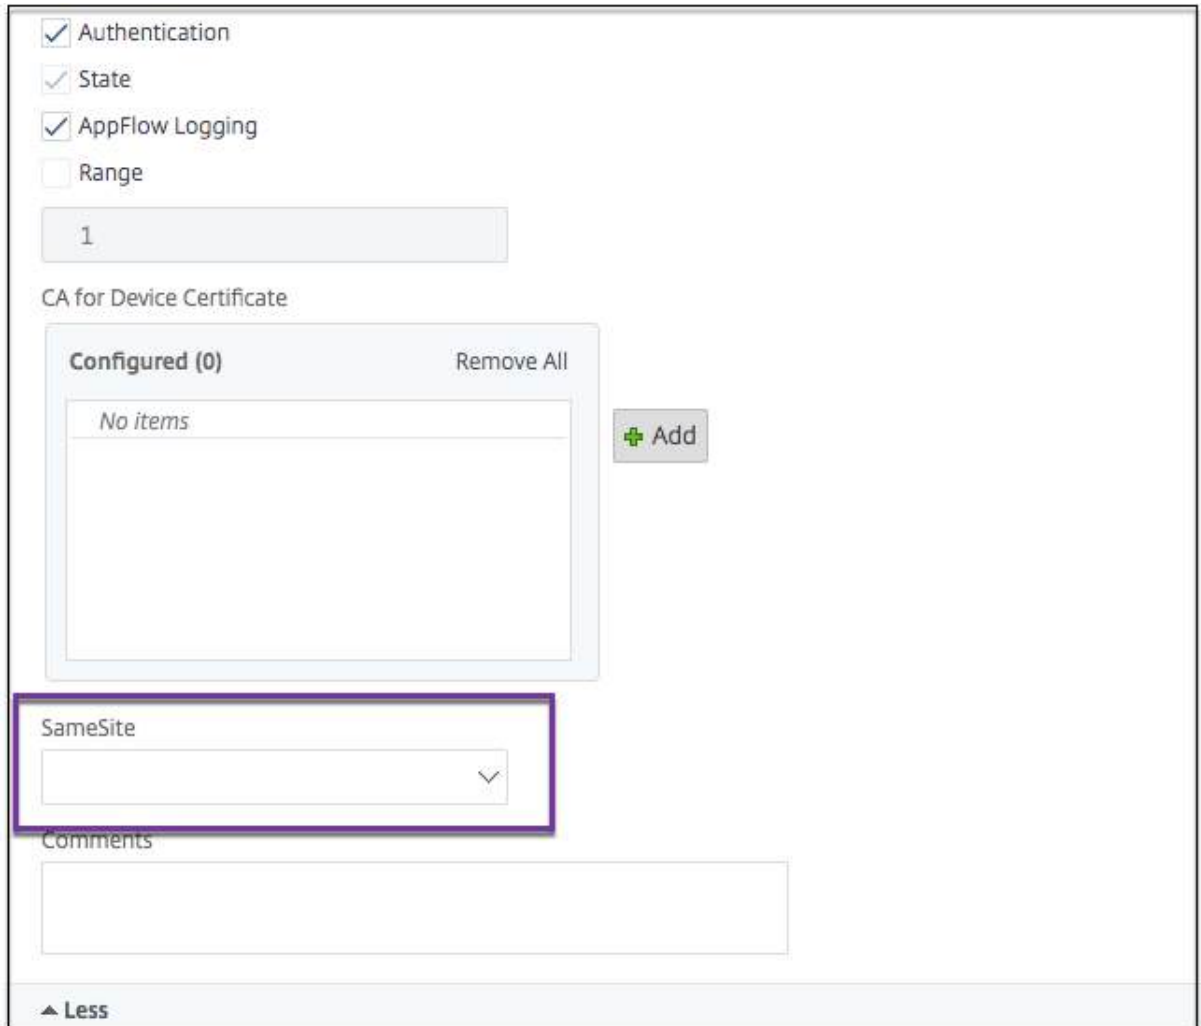 Authentication
State
AppFlow Logging
Range
1
CA for Device Certificate
Configured (0) Remove All
No items
Add
SameSite
Comments
Less